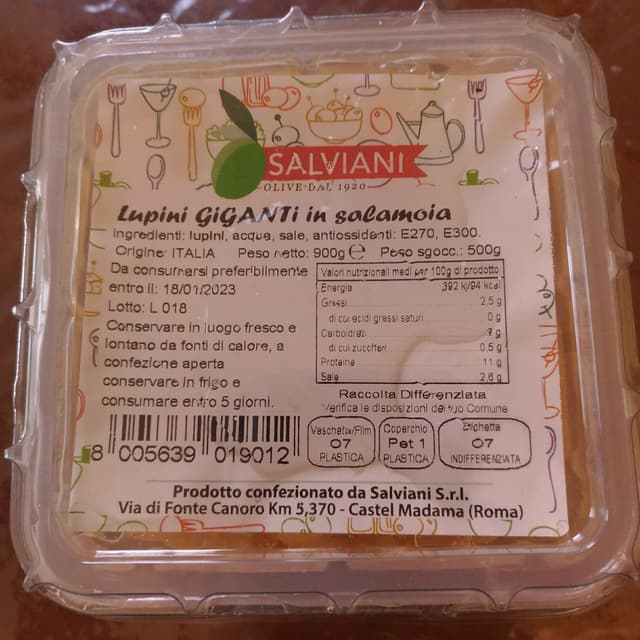 SALVIANI
OLIVE DAL 1920
Lupini GiGANTi in salamoia
Ingredienti: lupini, acqua, sale, antiossidanti: E270, E300.
Origine: ITALIA Peso netto: 900g e Peso sgocc.: 500g
Da consumarsi preferibilmente
entro il: 18/01/2023
Lotto: L 018
Conservare in luogo fresco e
lontano da fonti di calore, a
confezione aperta
conservare in frigo e
consumare entro 5 giorni.
Valori nutrizionali medi per 100g di prodotto
Energia 392 kj/94 kcal
Grassi 2,5 g
di cui acidi grassi saturi 0 g
Carboidrati g
di cui zuccheri 0,5 g
Proteine 11 g
Sale 2,6 g
Raccolta Differenziata
Verifica le disposizioni del tuo Comune
Vaschetta/Film
07
PLASTICA
Coperchio
Pet 1
PLASTICA
Etichetta
07
INDIFFERENZIATA
8 005639 019012
Prodotto confezionato da Salviani S.r.l.
Via di Fonte Canoro Km 5,370 - Castel Madama (Roma)